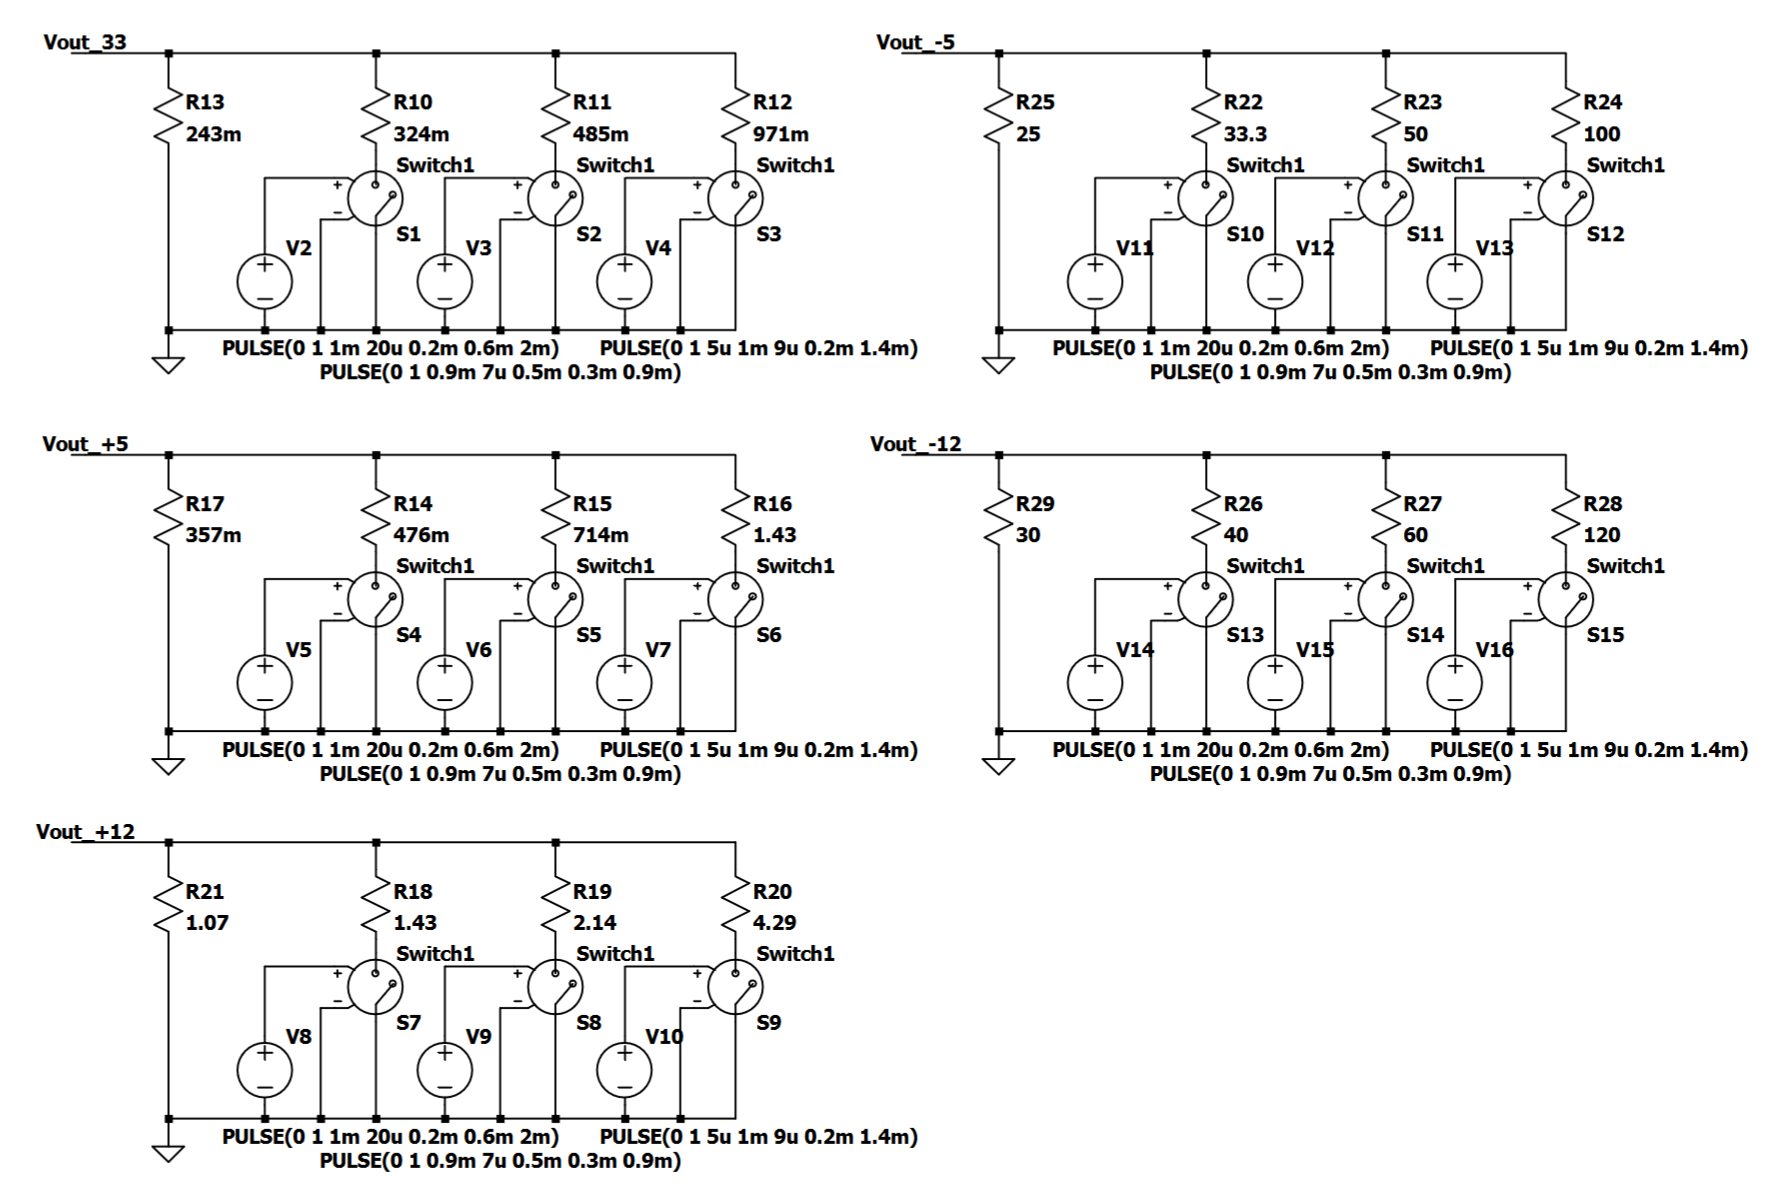 Vout_33
R13
243m
R10
324m
R11
485m
R12
971m
Switch1
Switch1
Switch1
+
−
+
−
+
−
S1
S2
S3
V2
V3
V4
PULSE(0 1 1m 20u 0.2m 0.6m 2m)
PULSE(0 1 5u 1m 9u 0.2m 1.4m)
PULSE(0 1 0.9m 7u 0.5m 0.3m 0.9m)
Vout_-5
R25
25
R22
33.3
R23
50
R24
100
Switch1
Switch1
Switch1
+
−
+
−
+
−
S10
S11
S12
V11
V12
V13
PULSE(0 1 1m 20u 0.2m 0.6m 2m)
PULSE(0 1 5u 1m 9u 0.2m 1.4m)
PULSE(0 1 0.9m 7u 0.5m 0.3m 0.9m)
Vout_+5
R17
357m
R14
476m
R15
714m
R16
1.43
Switch1
Switch1
Switch1
+
−
+
−
+
−
S4
S5
S6
V5
V6
V7
PULSE(0 1 1m 20u 0.2m 0.6m 2m)
PULSE(0 1 5u 1m 9u 0.2m 1.4m)
PULSE(0 1 0.9m 7u 0.5m 0.3m 0.9m)
Vout_-12
R29
30
R26
40
R27
60
R28
120
Switch1
Switch1
Switch1
+
−
+
−
+
−
S13
S14
S15
V14
V15
V16
PULSE(0 1 1m 20u 0.2m 0.6m 2m)
PULSE(0 1 5u 1m 9u 0.2m 1.4m)
PULSE(0 1 0.9m 7u 0.5m 0.3m 0.9m)
Vout_+12
R21
1.07
R18
1.43
R19
2.14
R20
4.29
Switch1
Switch1
Switch1
+
−
+
−
+
−
S7
S8
S9
V8
V9
V10
PULSE(0 1 1m 20u 0.2m 0.6m 2m)
PULSE(0 1 5u 1m 9u 0.2m 1.4m)
PULSE(0 1 0.9m 7u 0.5m 0.3m 0.9m)